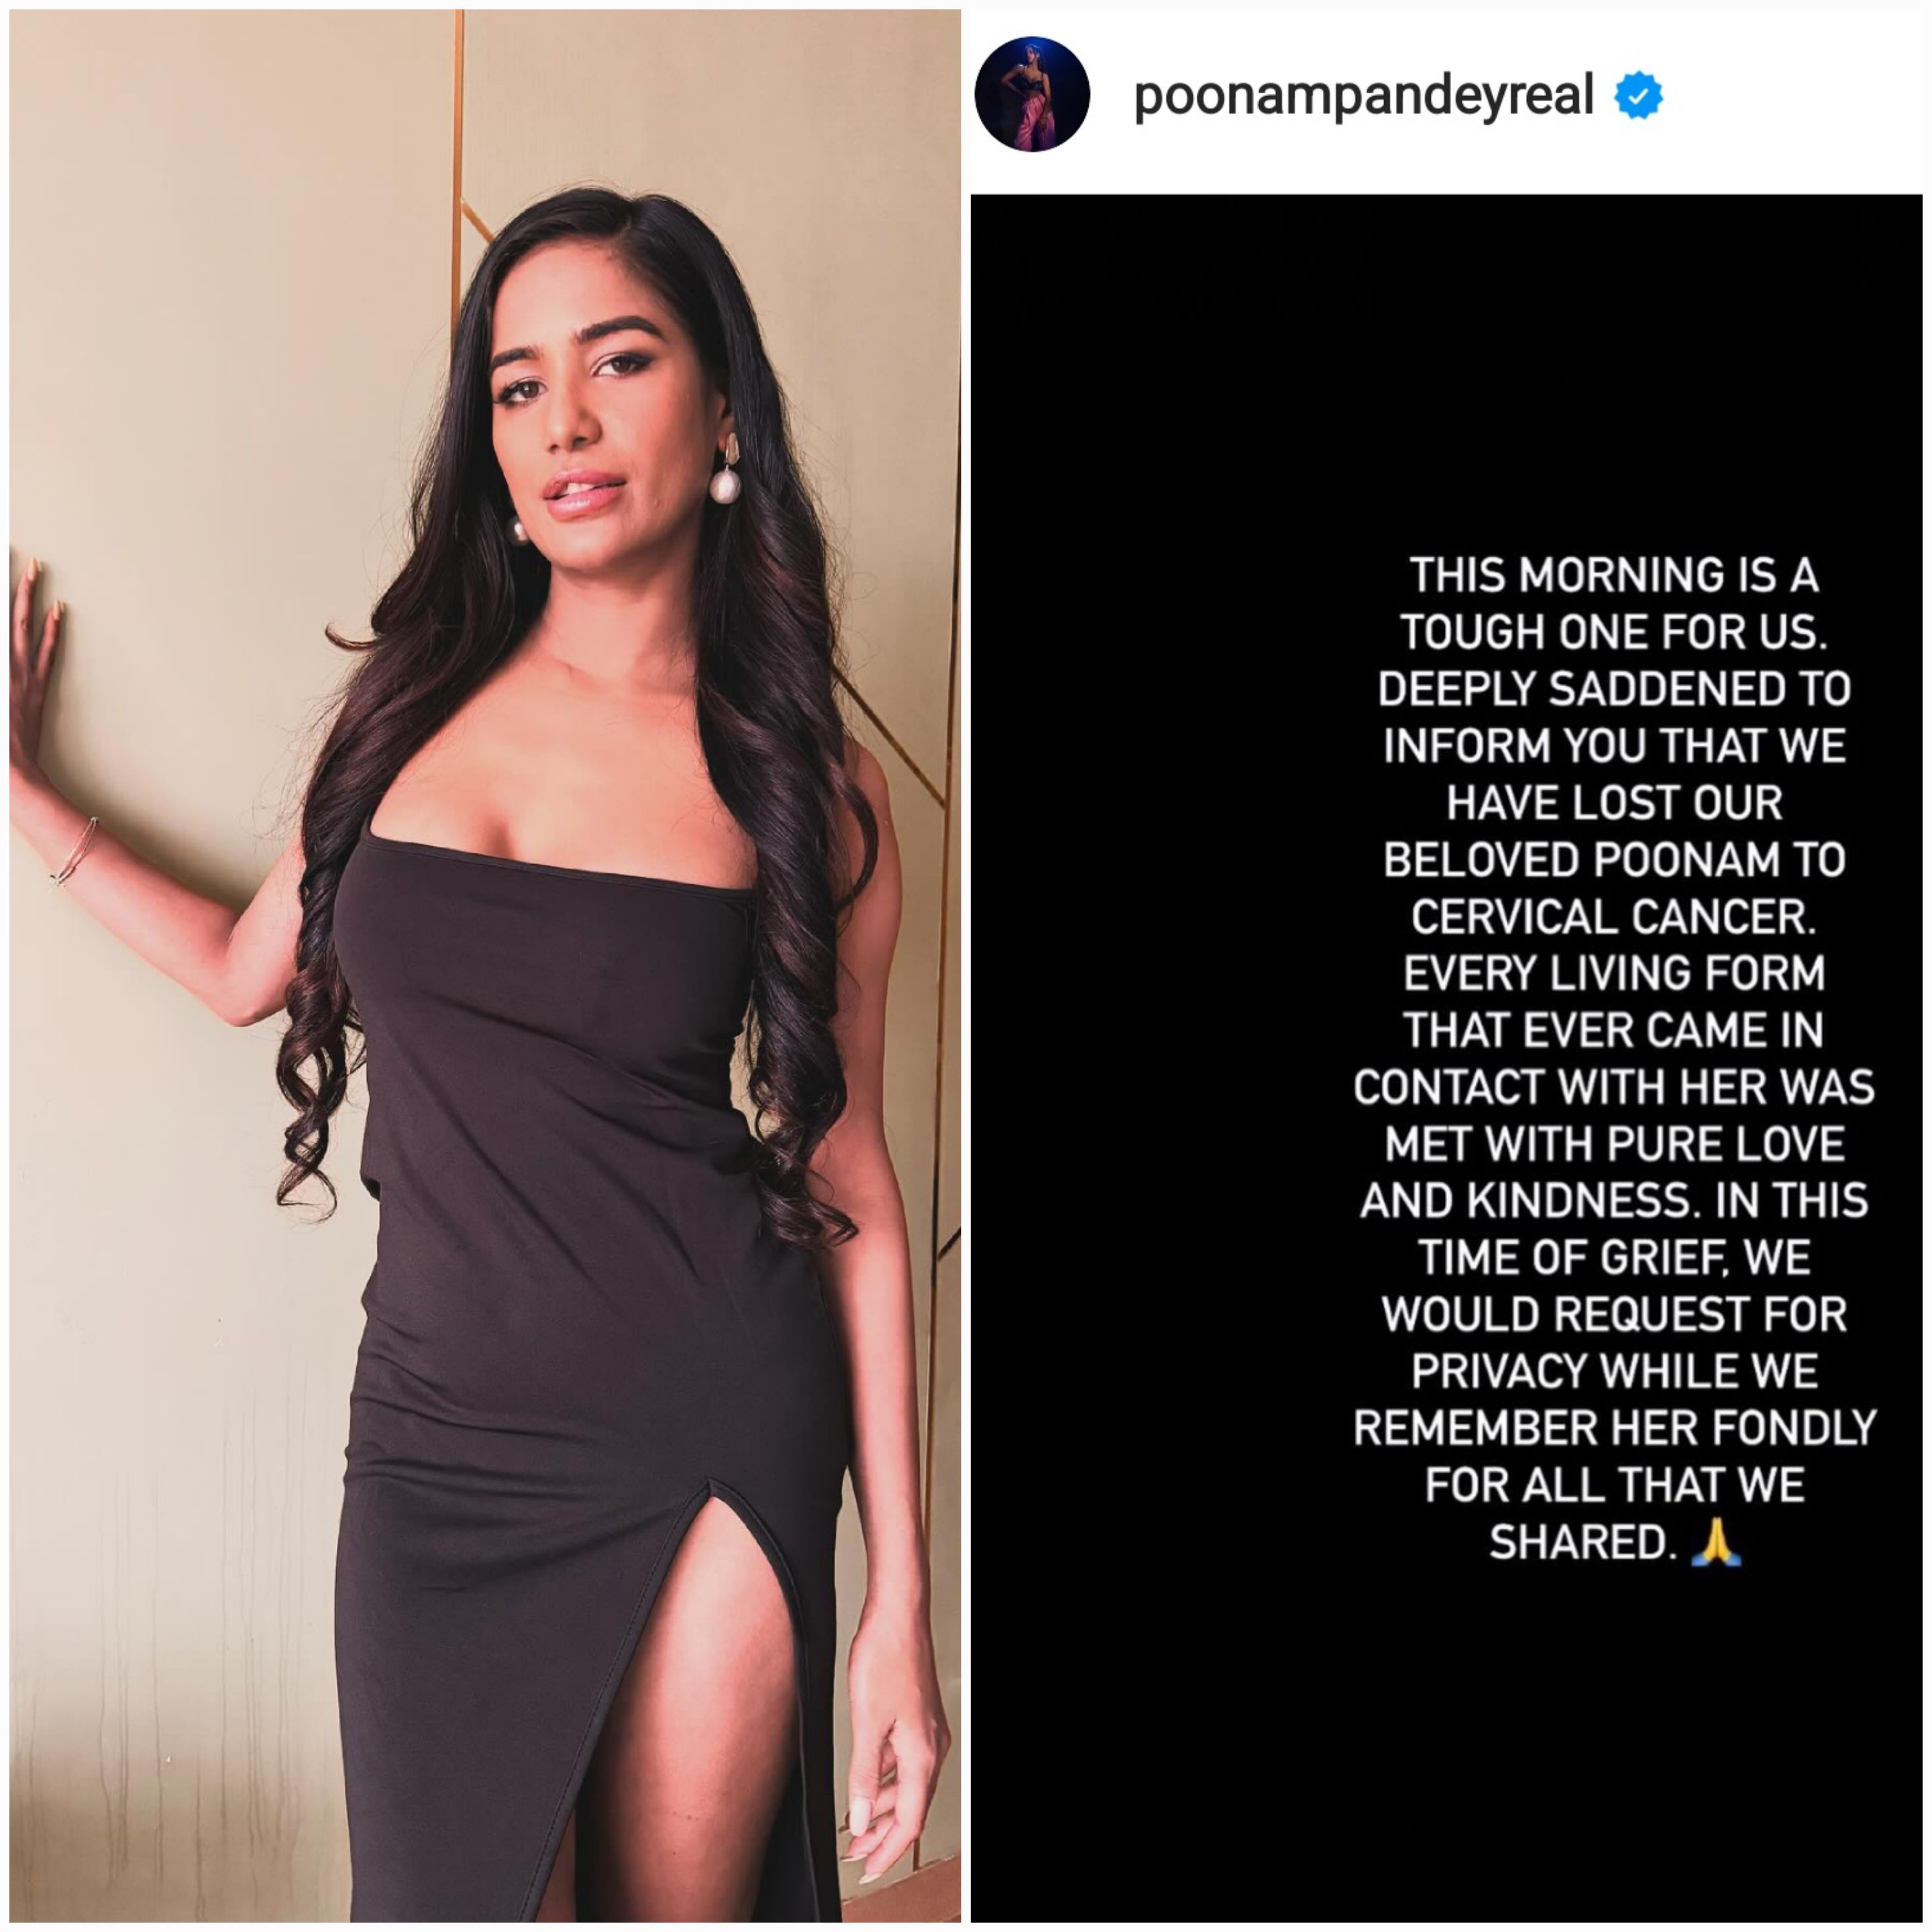 poonampandeyreal
THIS MORNING IS A
TOUGH ONE FOR US.
DEEPLY SADDENED TO
INFORM YOU THAT WE
HAVE LOST OUR
BELOVED POONAM TO
CERVICAL CANCER.
EVERY LIVING FORM
THAT EVER CAME IN
CONTACT WITH HER WAS
MET WITH PURE LOVE
AND KINDNESS. IN THIS
TIME OF GRIEF, WE
WOULD REQUEST FOR
PRIVACY WHILE WE
REMEMBER HER FONDLY
FOR ALL THAT WE
SHARED. 🙏